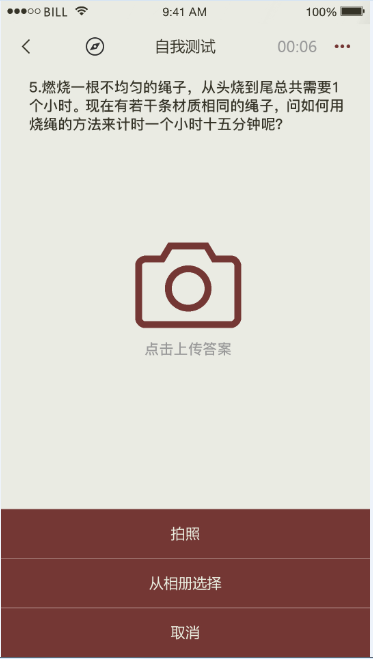 BILL 9:41 AM 100%
自我测试 00:06
5.燃烧一根不均匀的绳子，从头烧到尾总共需要1
个小时。现在有若干条材质相同的绳子，问如何用
烧绳的方法来计时一个小时十五分钟呢?
点击上传答案
拍照
从相册选择
取消